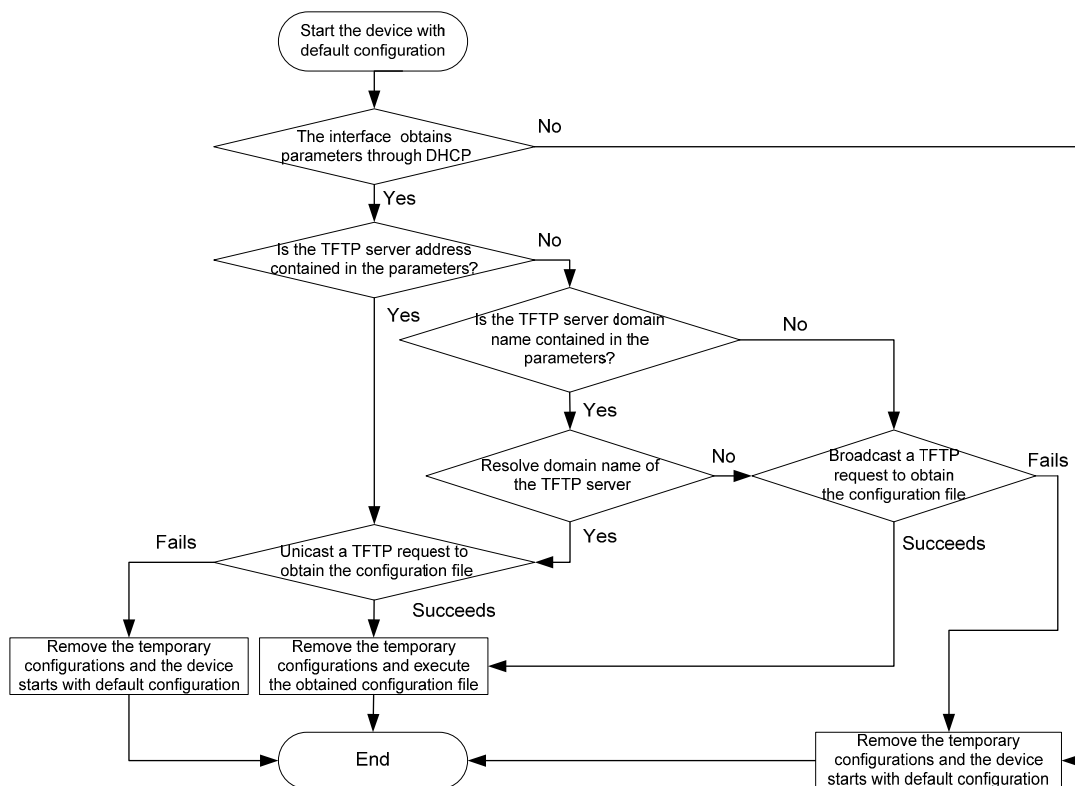 Start the device with
default configuration
The interface obtains
parameters through DHCP
No
Yes
Is the TFTP server address
contained in the parameters?
No
Yes
Is the TFTP server domain
name contained in the
parameters?
No
Yes
Resolve domain name of
the TFTP server
No
Broadcast a TFTP
request to obtain
the configuration file
Fails
Yes
Succeeds
Fails
Unicast a TFTP request to
obtain the configuration file
Succeeds
Remove the temporary
configurations and the device
starts with default configuration
Remove the temporary
configurations and execute
the obtained configuration file
End
Remove the temporary
configurations and the device
starts with default configuration